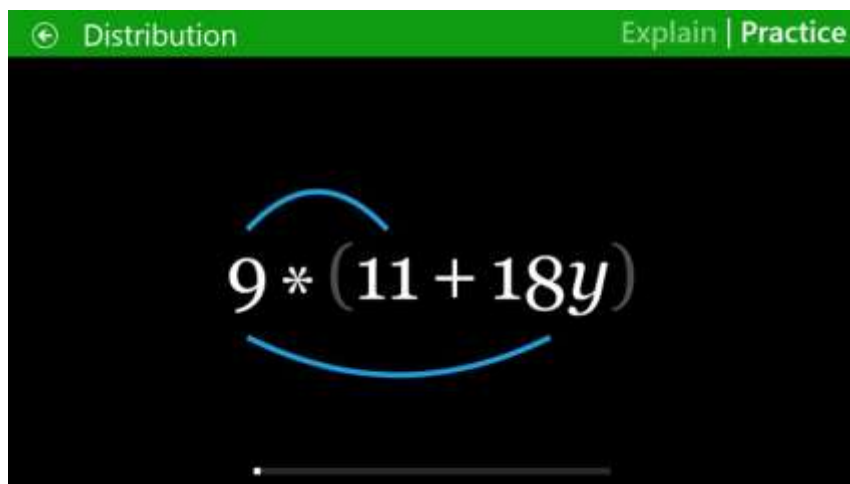 Distribution Explain | Practice
9 * (11 + 18y)